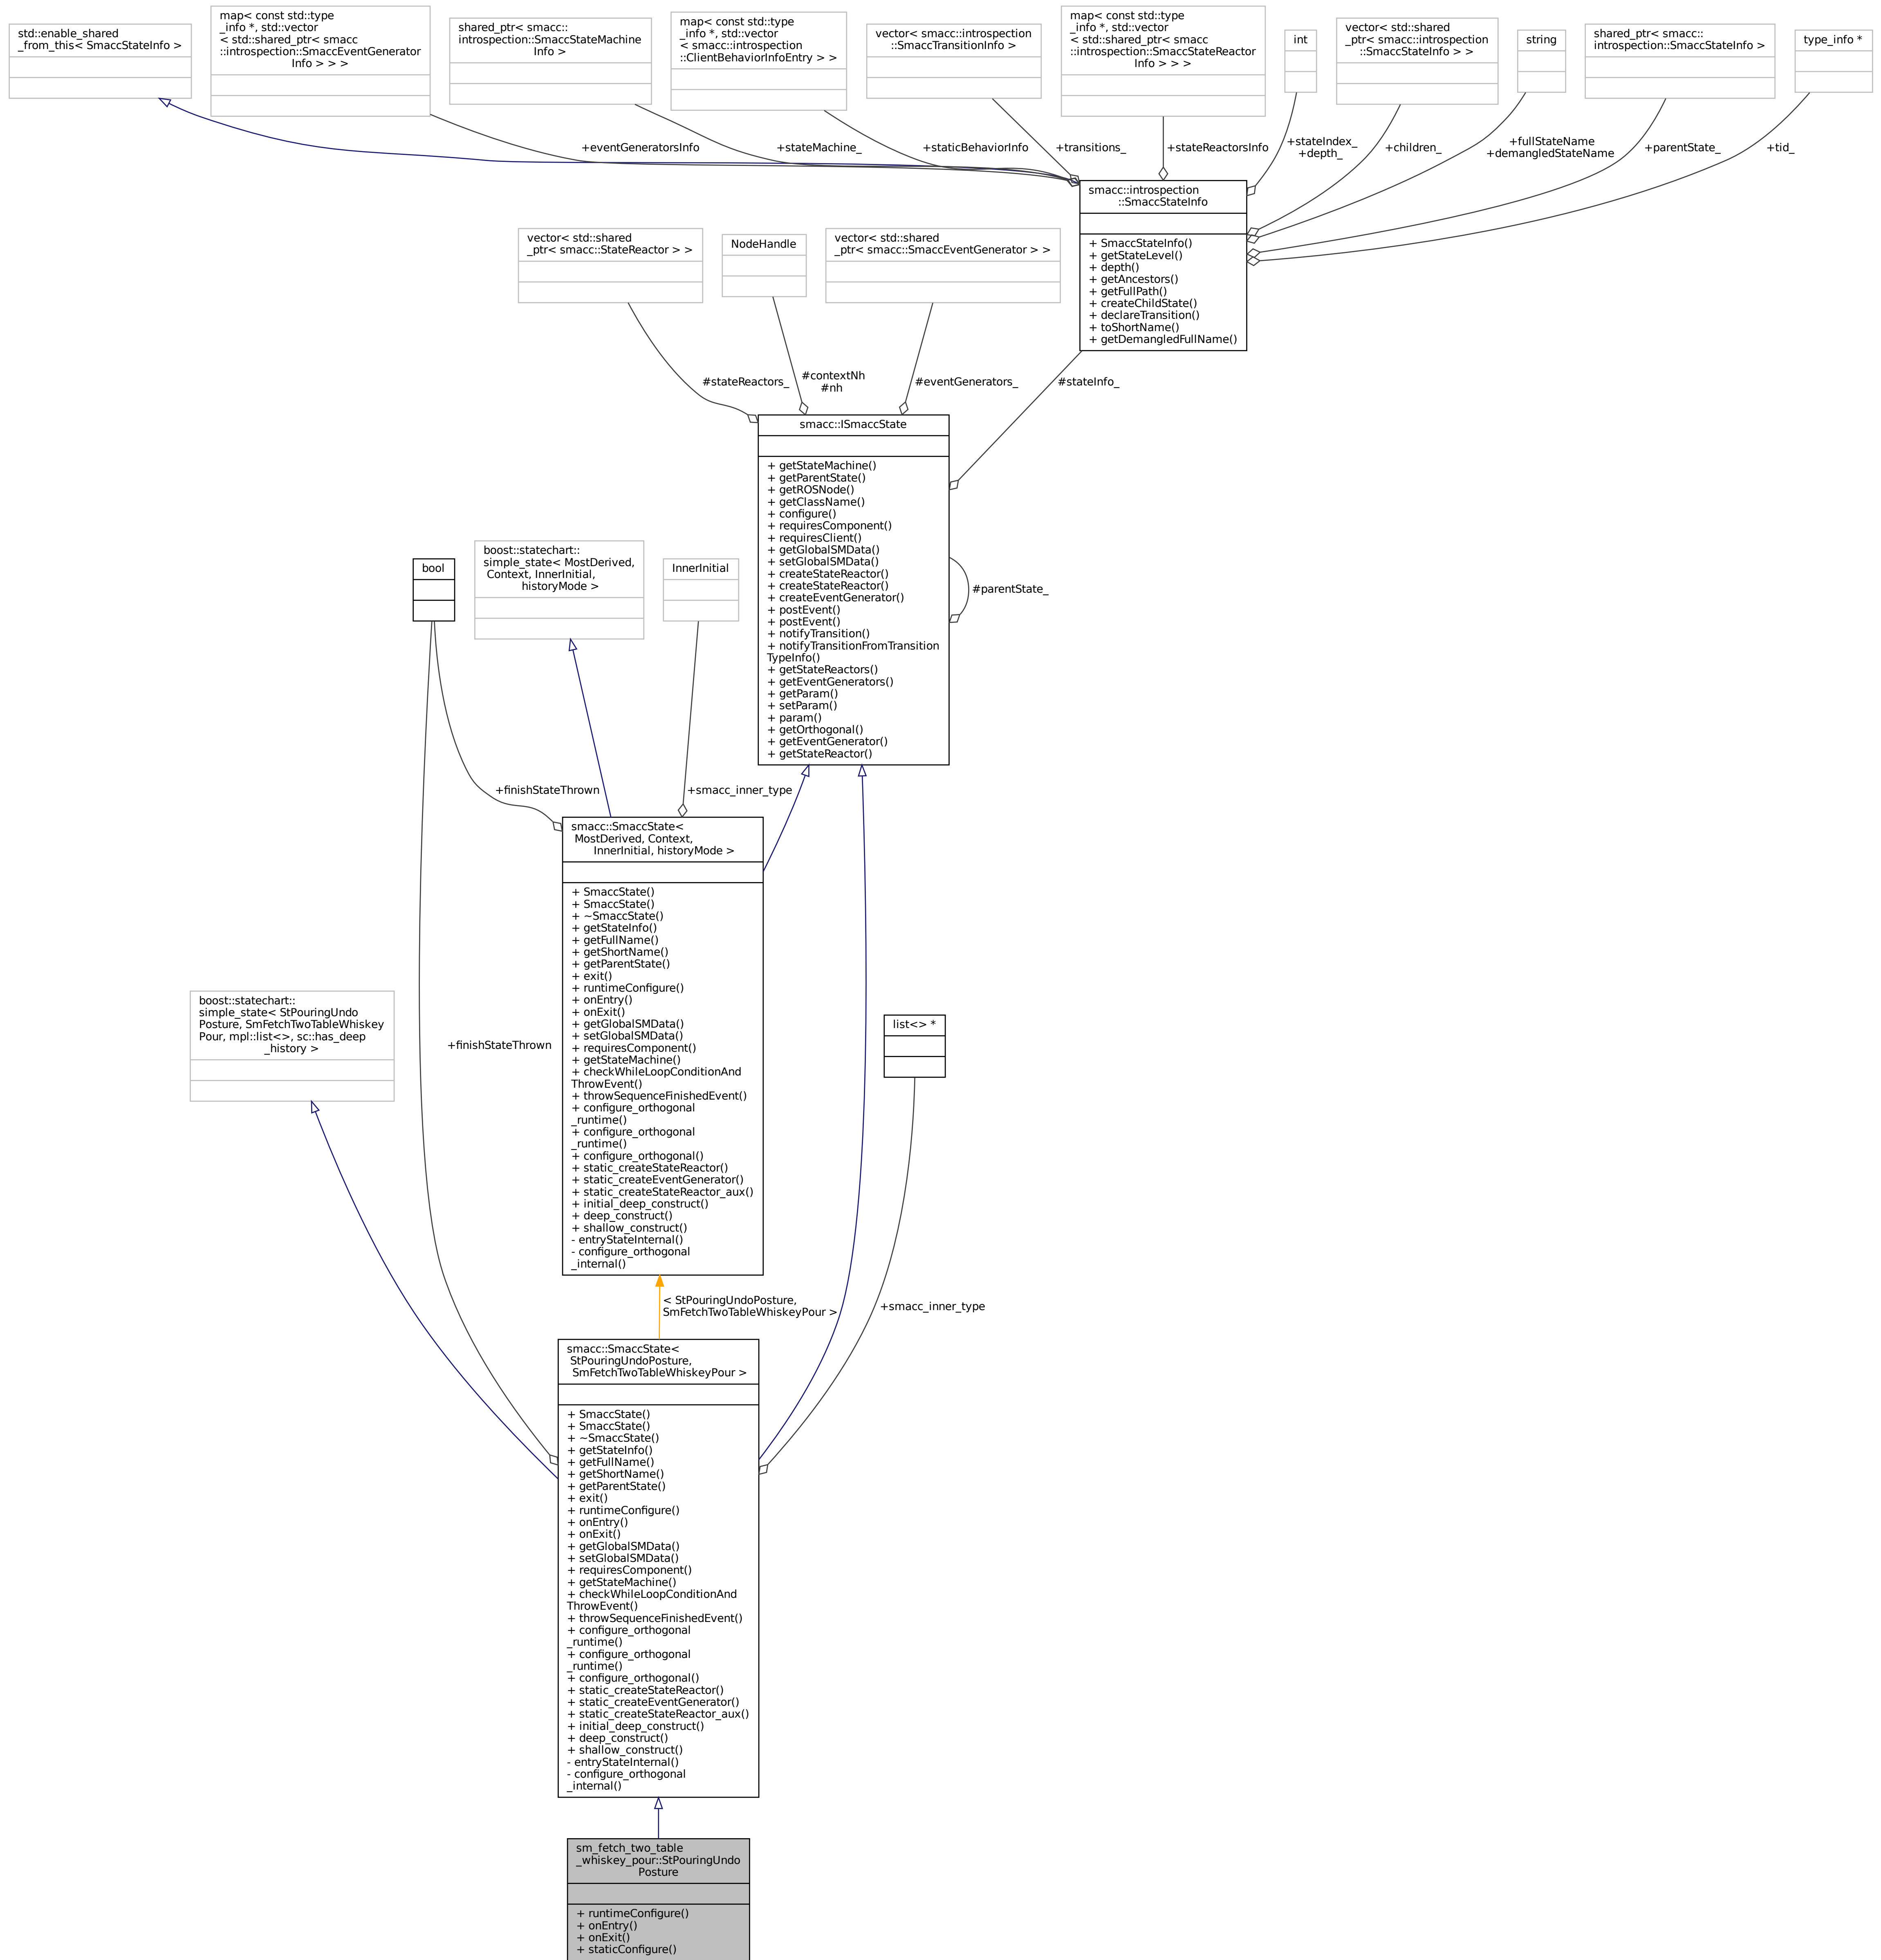 std::enable_shared
_from_this< SmaccStateInfo >
map< const std::type
_info *, std::vector
< std::shared_ptr< smacc
::introspection::SmaccEventGenerator
Info > > >
shared_ptr< smacc::
introspection::SmaccStateMachine
Info >
map< const std::type
_info *, std::vector
< smacc::introspection
::ClientBehaviorInfoEntry > >
vector< smacc::introspection
::SmaccTransitionInfo >
map< const std::type
_info *, std::vector
< std::shared_ptr< smacc
::introspection::SmaccStateReactor
Info > > >
int
vector< std::shared
_ptr< smacc::introspection
::SmaccStateInfo > >
string
shared_ptr< smacc::
introspection::SmaccStateInfo >
type_info *
+eventGeneratorsInfo
+stateMachine_
+staticBehaviorInfo
+transitions_
+stateReactorsInfo
+stateIndex_
+depth_
+children_
+fullStateName
+demangledStateName
+parentState_
+tid_
smacc::introspection
::SmaccStateInfo
+ SmaccStateInfo()
+ getStateLevel()
+ depth()
+ getAncestors()
+ getFullPath()
+ createChildState()
+ declareTransition()
+ toShortName()
+ getDemangledFullName()
vector< std::shared
_ptr< smacc::StateReactor > >
NodeHandle
vector< std::shared
_ptr< smacc::SmaccEventGenerator > >
#stateReactors_
#contextNh
#nh
#eventGenerators_
#stateInfo_
smacc::ISmaccState
+ getStateMachine()
+ getParentState()
+ getROSNode()
+ getClassName()
+ configure()
+ requiresComponent()
+ requiresClient()
+ getGlobalSMData()
+ setGlobalSMData()
+ createStateReactor()
+ createStateReactor()
+ createEventGenerator()
+ postEvent()
+ postEvent()
+ notifyTransition()
+ notifyTransitionFromTransition
TypeInfo()
+ getStateReactors()
+ getEventGenerators()
+ getParam()
+ setParam()
+ param()
+ getOrthogonal()
+ getEventGenerator()
+ getStateReactor()
#parentState_
bool
boost::statechart::
simple_state< MostDerived,
Context, InnerInitial,
historyMode >
InnerInitial
+finishStateThrown
+smacc_inner_type
smacc::SmaccState<
MostDerived, Context,
InnerInitial, historyMode >
+ SmaccState()
+ SmaccState()
+ ~SmaccState()
+ getStateInfo()
+ getFullName()
+ getShortName()
+ getParentState()
+ exit()
+ runtimeConfigure()
+ onEntry()
+ onExit()
+ getGlobalSMData()
+ setGlobalSMData()
+ requiresComponent()
+ getStateMachine()
+ checkWhileLoopConditionAnd
ThrowEvent()
+ throwSequenceFinishedEvent()
+ configure_orthogonal
_runtime()
+ configure_orthogonal
_runtime()
+ configure_orthogonal()
+ static_createStateReactor()
+ static_createEventGenerator()
+ static_createStateReactor_aux()
+ initial_deep_construct()
+ deep_construct()
+ shallow_construct()
- entryStateInternal()
- configure_orthogonal
_internal()
boost::statechart::
simple_state< StPouringUndo
Posture, SmFetchTwoTableWhiskey
Pour, mpl::list<>, sc::has_deep
_history >
+finishStateThrown
list<> *
< StPouringUndoPosture,
SmFetchTwoTableWhiskeyPour >
+smacc_inner_type
smacc::SmaccState<
StPouringUndoPosture,
SmFetchTwoTableWhiskeyPour >
+ SmaccState()
+ SmaccState()
+ ~SmaccState()
+ getStateInfo()
+ getFullName()
+ getShortName()
+ getParentState()
+ exit()
+ runtimeConfigure()
+ onEntry()
+ onExit()
+ getGlobalSMData()
+ setGlobalSMData()
+ requiresComponent()
+ getStateMachine()
+ checkWhileLoopConditionAnd
ThrowEvent()
+ throwSequenceFinishedEvent()
+ configure_orthogonal
_runtime()
+ configure_orthogonal
_runtime()
+ configure_orthogonal()
+ static_createStateReactor()
+ static_createEventGenerator()
+ static_createStateReactor_aux()
+ initial_deep_construct()
+ deep_construct()
+ shallow_construct()
- entryStateInternal()
- configure_orthogonal
_internal()
sm_fetch_two_table
_whiskey_pour::StPouringUndo
Posture
+ runtimeConfigure()
+ onEntry()
+ onExit()
+ staticConfigure()